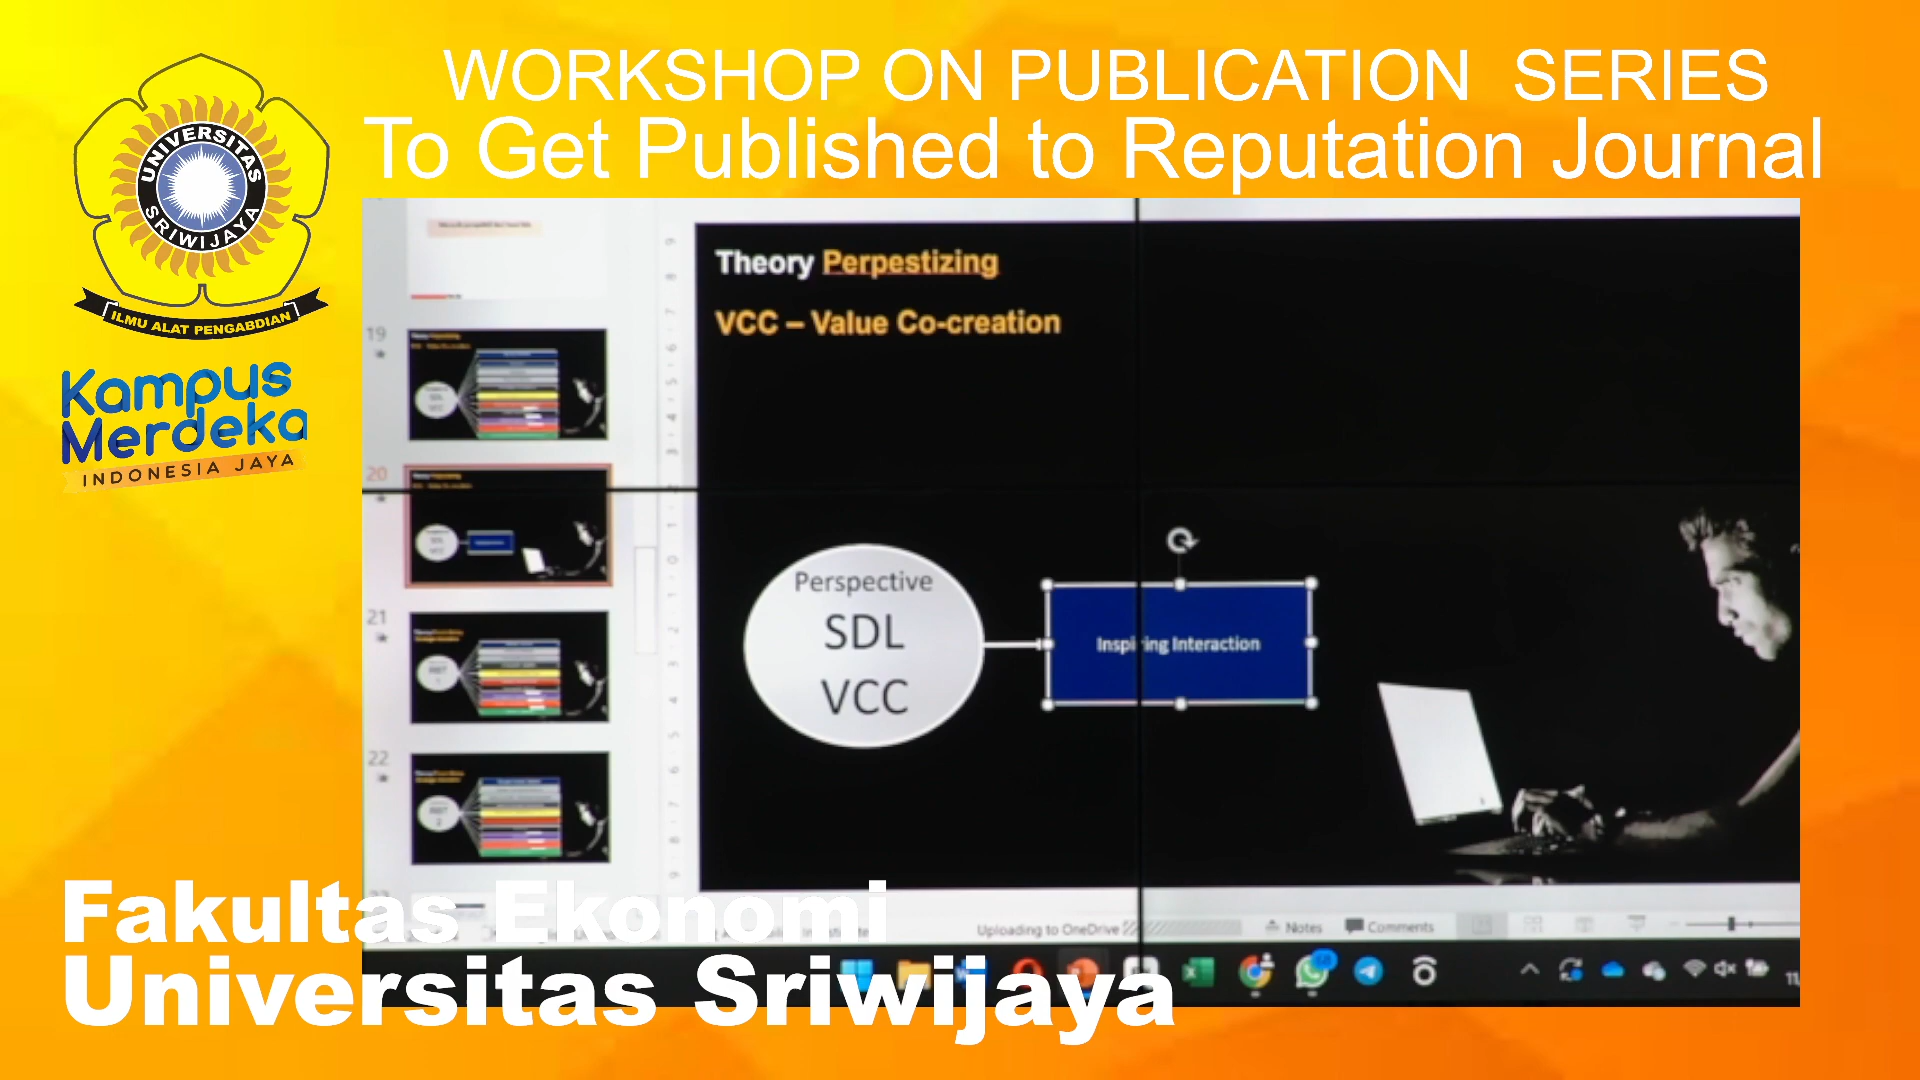 WORKSHOP ON PUBLICATION SERIES
To Get Published to Reputation Journal
UNIVERSITAS
SRIWIJAYA
ILMU ALAT PENGABDIAN
Kampus
Merdeka
INDONESIA JAYA
19
20
21
22
Theory Perpestizing
VCC – Value Co-creation
Perspective
SDL
VCC
Inspiring Interaction
Uploading to OneDrive
Notes
Comments
Fakultas Ekonomi
Universitas Sriwijaya